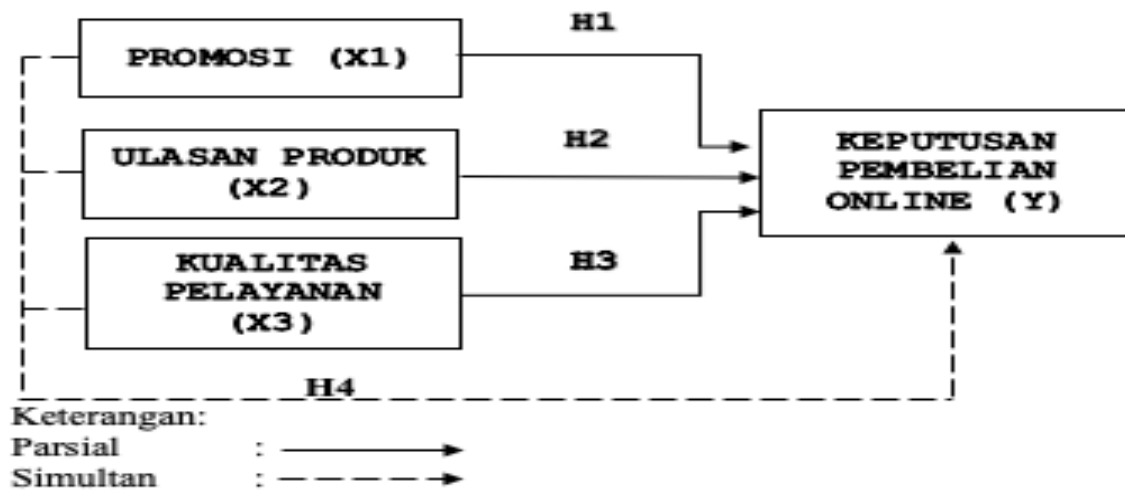 H1
PROMOSI (X1)
H2
ULASAN PRODUK
(X2)
KEPUTUSAN
PEMBELIAN
ONLINE (Y)
H3
KUALITAS
PELAYANAN
(X3)
H4
Keterangan:
Parsial :
Simultan :